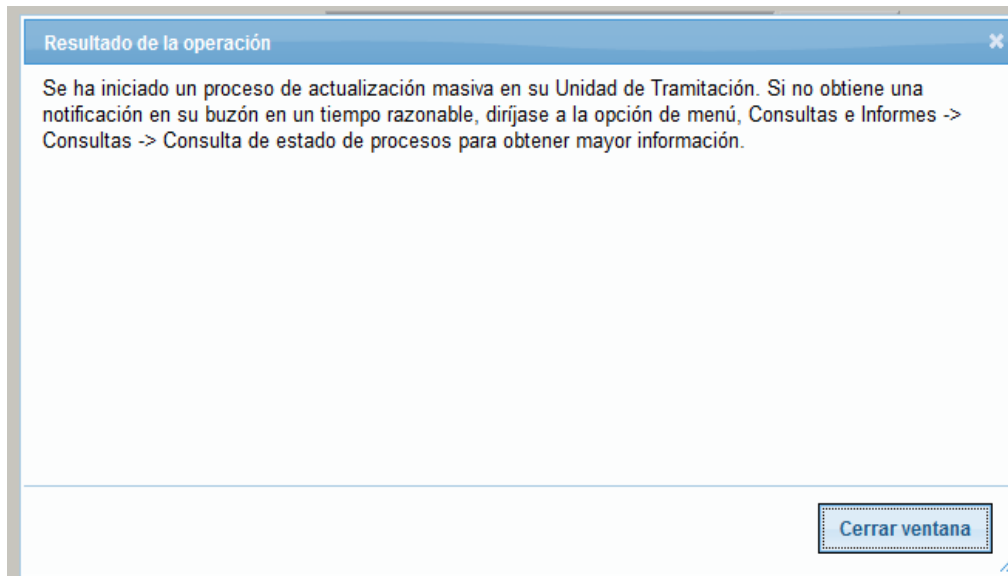 Resultado de la operación
Se ha iniciado un proceso de actualización masiva en su Unidad de Tramitación. Si no obtiene una
notificación en su buzón en un tiempo razonable, diríjase a la opción de menú, Consultas e Informes ->
Consultas -> Consulta de estado de procesos para obtener mayor información.
Cerrar ventana